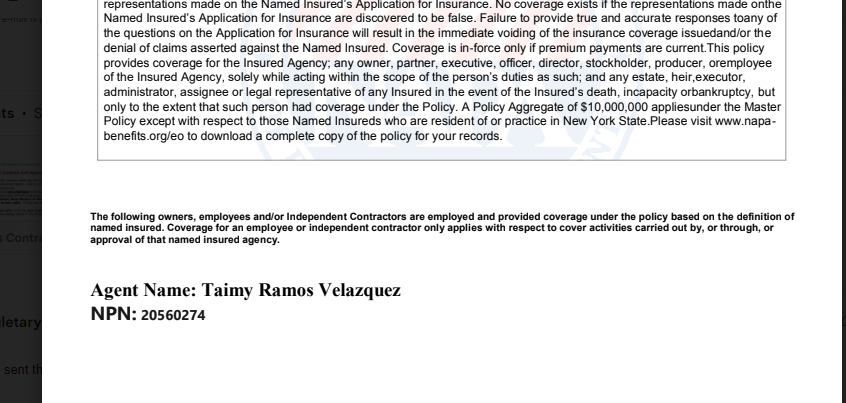 representations made on the Named Insured's Application for Insurance. No coverage exists if the representations made onthe
Named Insured's Application for Insurance are discovered to be false. Failure to provide true and accurate responses toany of
the questions on the Application for Insurance will result in the immediate voiding of the insurance coverage issuedand/or the
denial of claims asserted against the Named Insured. Coverage is in-force only if premium payments are current.This policy
provides coverage for the Insured Agency; any owner, partner, executive, officer, director, stockholder, producer, oremployee
of the Insured Agency, solely while acting within the scope of the person's duties as such; and any estate, heir,executor,
administrator, assignee or legal representative of any Insured in the event of the Insured's death, incapacity orbankruptcy, but
only to the extent that such person had coverage under the Policy. A Policy Aggregate of $10,000,000 appliesunder the Master
Policy except with respect to those Named Insureds who are resident of or practice in New York State.Please visit www.napa-
benefits.org/eo to download a complete copy of the policy for your records.
The following owners, employees and/or Independent Contractors are employed and provided coverage under the policy based on the definition of
named insured. Coverage for an employee or independent contractor only applies with respect to cover activities carried out by, or through, or
approval of that named insured agency.
Agent Name: Taimy Ramos Velazquez
NPN: 20560274
sent th